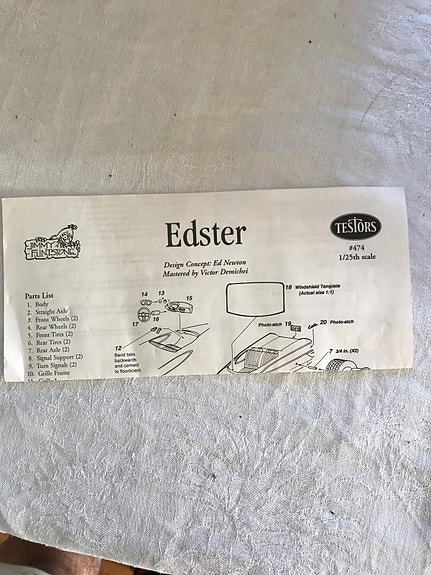 JIMMY
FLINTSTONE
Edster
Design Concept: Ed Newton
Mastered by Victor Demichei
TESTORS
#474
1/25th scale
Parts List
1. Body
2. Straight Axle
3. Front Wheels (2)
4. Rear Wheels (2)
5. Front Tires (2)
6. Rear Tires (2)
7. Rear Axle (2)
8. Signal Support (2)
9. Turn Signals (2)
10. Grille Frame
14
13
15
17
16
12
Bend tabs
backwards
and cement
to floorboard.
18 Windshield Template
(Actual size 1:1)
Photo-etch 19
20 Photo-etch
7 3/4 in. (X2)